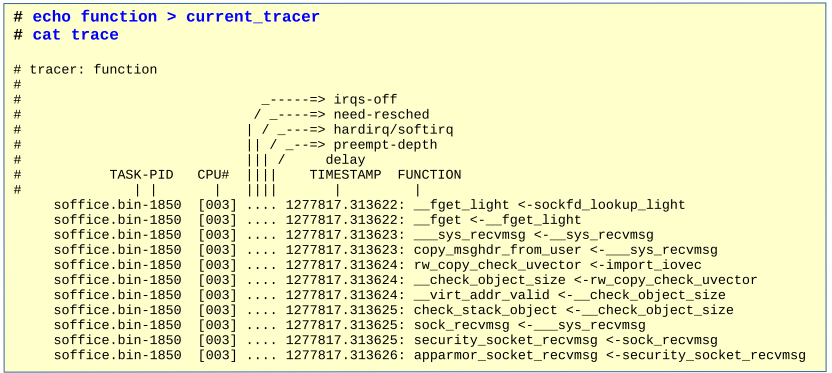 # echo function > current_tracer
# cat trace
# tracer: function
#
#                              _-----=> irqs-off
#                             / _----=> need-resched
#                            | / _---=> hardirq/softirq
#                            || / _--=> preempt-depth
#                            ||| /     delay
#           TASK-PID   CPU#  ||||    TIMESTAMP  FUNCTION
#              | |       |   ||||       |         |
     soffice.bin-1850  [003] .... 1277817.313622: __fget_light <-sockfd_lookup_light
     soffice.bin-1850  [003] .... 1277817.313622: __fget <-__fget_light
     soffice.bin-1850  [003] .... 1277817.313623: ___sys_recvmsg <-__sys_recvmsg
     soffice.bin-1850  [003] .... 1277817.313623: copy_msghdr_from_user <-___sys_recvmsg
     soffice.bin-1850  [003] .... 1277817.313624: rw_copy_check_uvector <-import_iovec
     soffice.bin-1850  [003] .... 1277817.313624: __check_object_size <-rw_copy_check_uvector
     soffice.bin-1850  [003] .... 1277817.313624: __virt_addr_valid <-__check_object_size
     soffice.bin-1850  [003] .... 1277817.313625: check_stack_object <-__check_object_size
     soffice.bin-1850  [003] .... 1277817.313625: sock_recvmsg <-___sys_recvmsg
     soffice.bin-1850  [003] .... 1277817.313625: security_socket_recvmsg <-sock_recvmsg
     soffice.bin-1850  [003] .... 1277817.313626: apparmor_socket_recvmsg <-security_socket_recvmsg